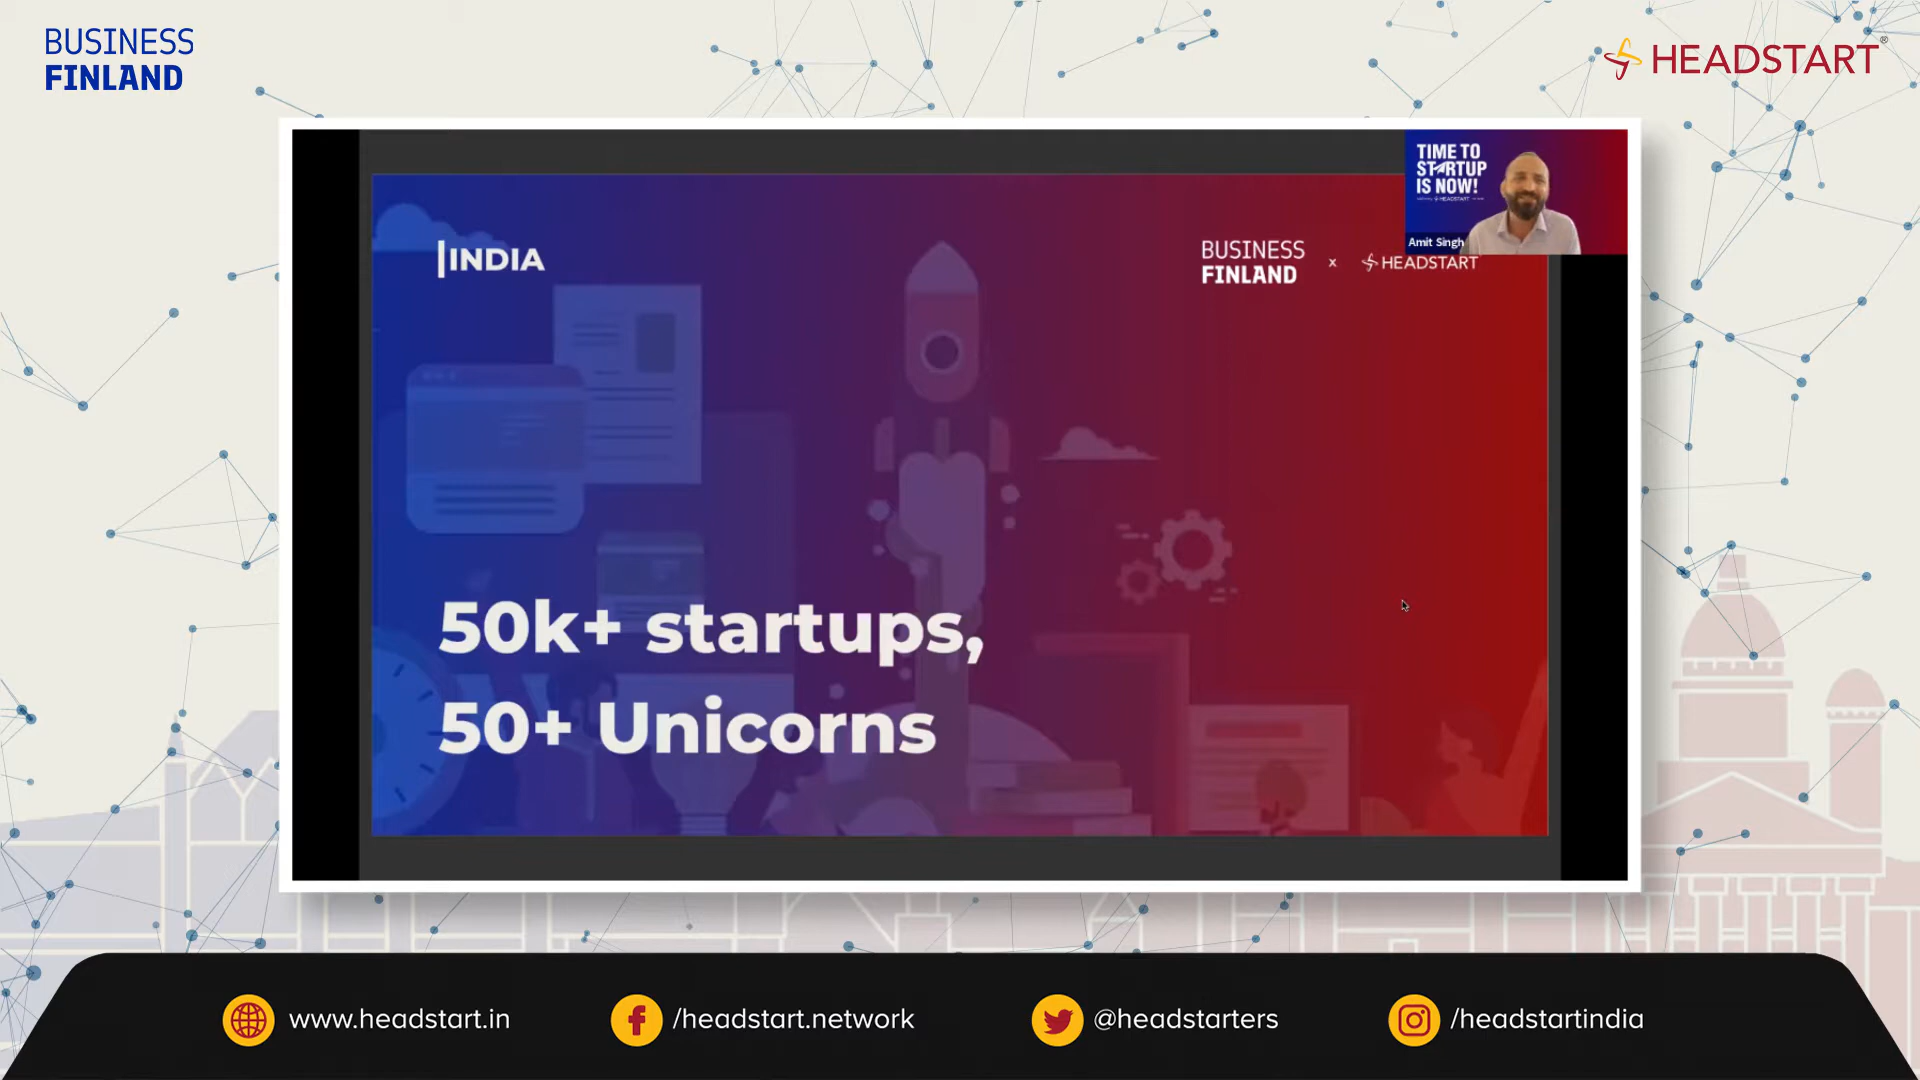 BUSINESS
FINLAND
HEADSTART®
TIME TO
STARTUP
IS NOW!
HEADSTART
Amit Singh
INDIA
BUSINESS
FINLAND
x
HEADSTART
50k+ startups,
50+ Unicorns
www.headstart.in
/headstart.network
@headstarters
/headstartindia